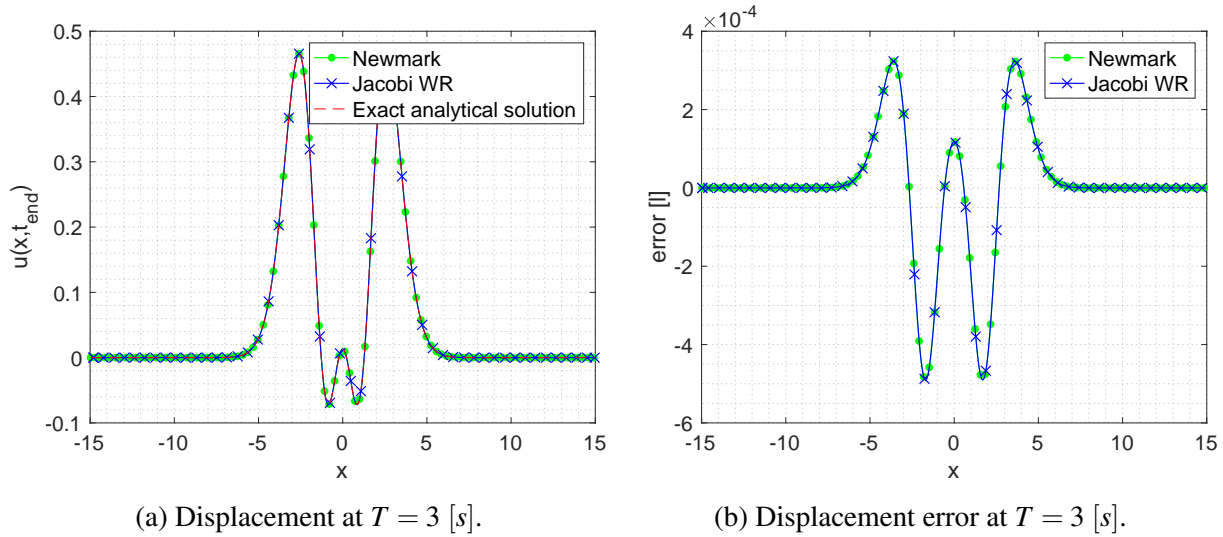 0.5
0.4
0.3
0.2
0.1
0
-0.1
-15
-10
-5
0
5
10
15
u(x,t_end)
x
Newmark
Jacobi WR
Exact analytical solution
(a) Displacement at T = 3 [s].
×10^-4
4
2
0
-2
-4
-6
-15
-10
-5
0
5
10
15
error [l]
x
Newmark
Jacobi WR
(b) Displacement error at T = 3 [s].